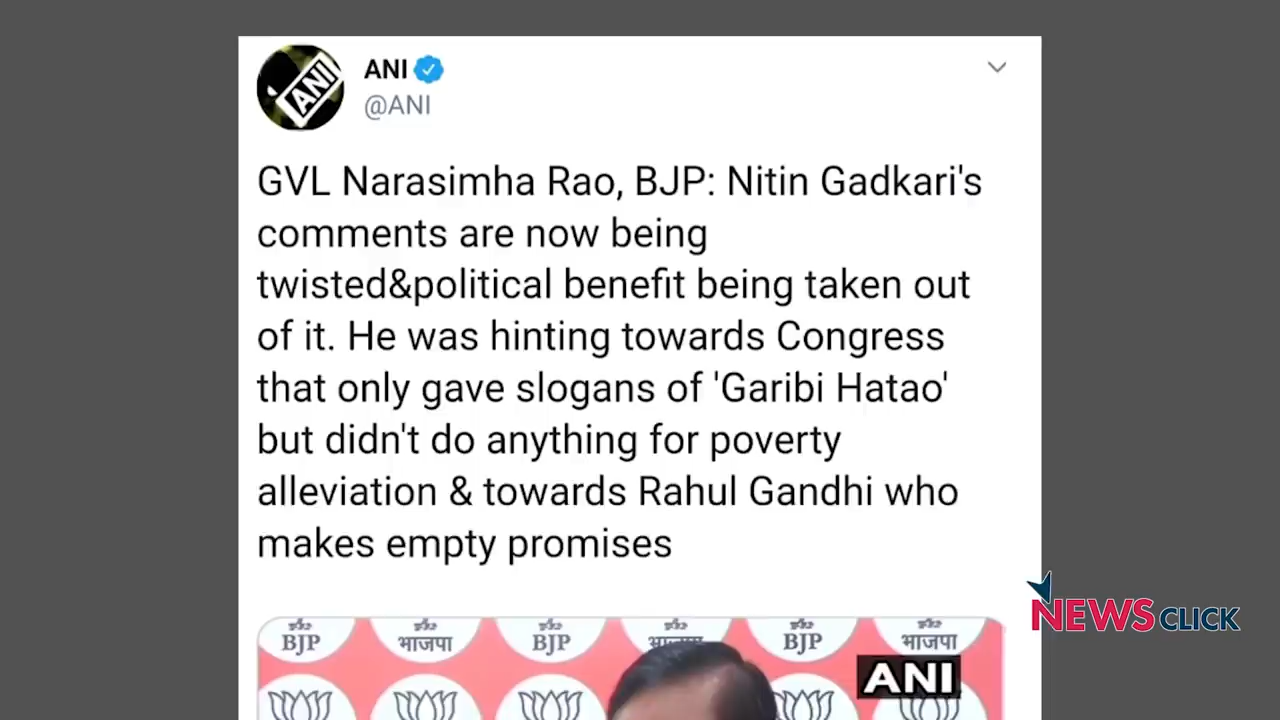 ANI
ANI
@ANI
GVL Narasimha Rao, BJP: Nitin Gadkari's
comments are now being
twisted&political benefit being taken out
of it. He was hinting towards Congress
that only gave slogans of 'Garibi Hatao'
but didn't do anything for poverty
alleviation & towards Rahul Gandhi who
makes empty promises
NEWSCLICK
BJP भाजपा BJP भाजपा BJP भाजपा
ANI